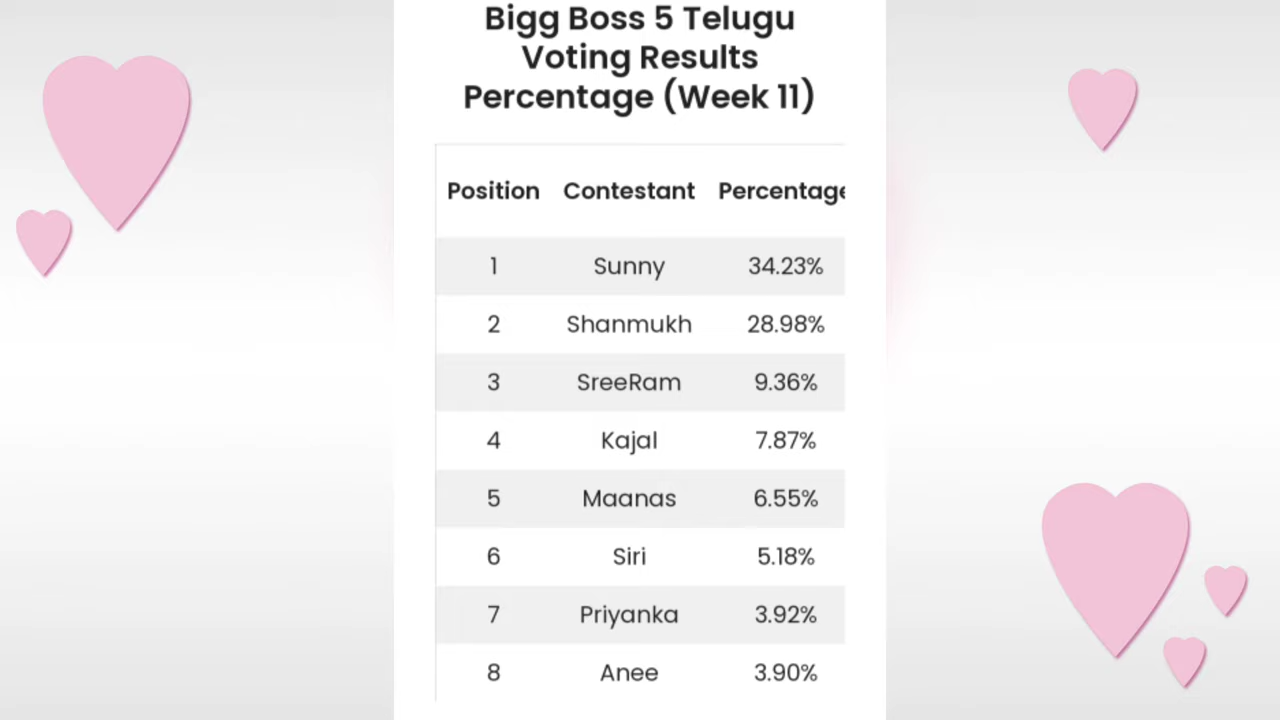 Bigg Boss 5 Telugu
Voting Results
Percentage (Week 11)
Position Contestant Percentage
1 Sunny 34.23%
2 Shanmukh 28.98%
3 SreeRam 9.36%
4 Kajal 7.87%
5 Maanas 6.55%
6 Siri 5.18%
7 Priyanka 3.92%
8 Anee 3.90%